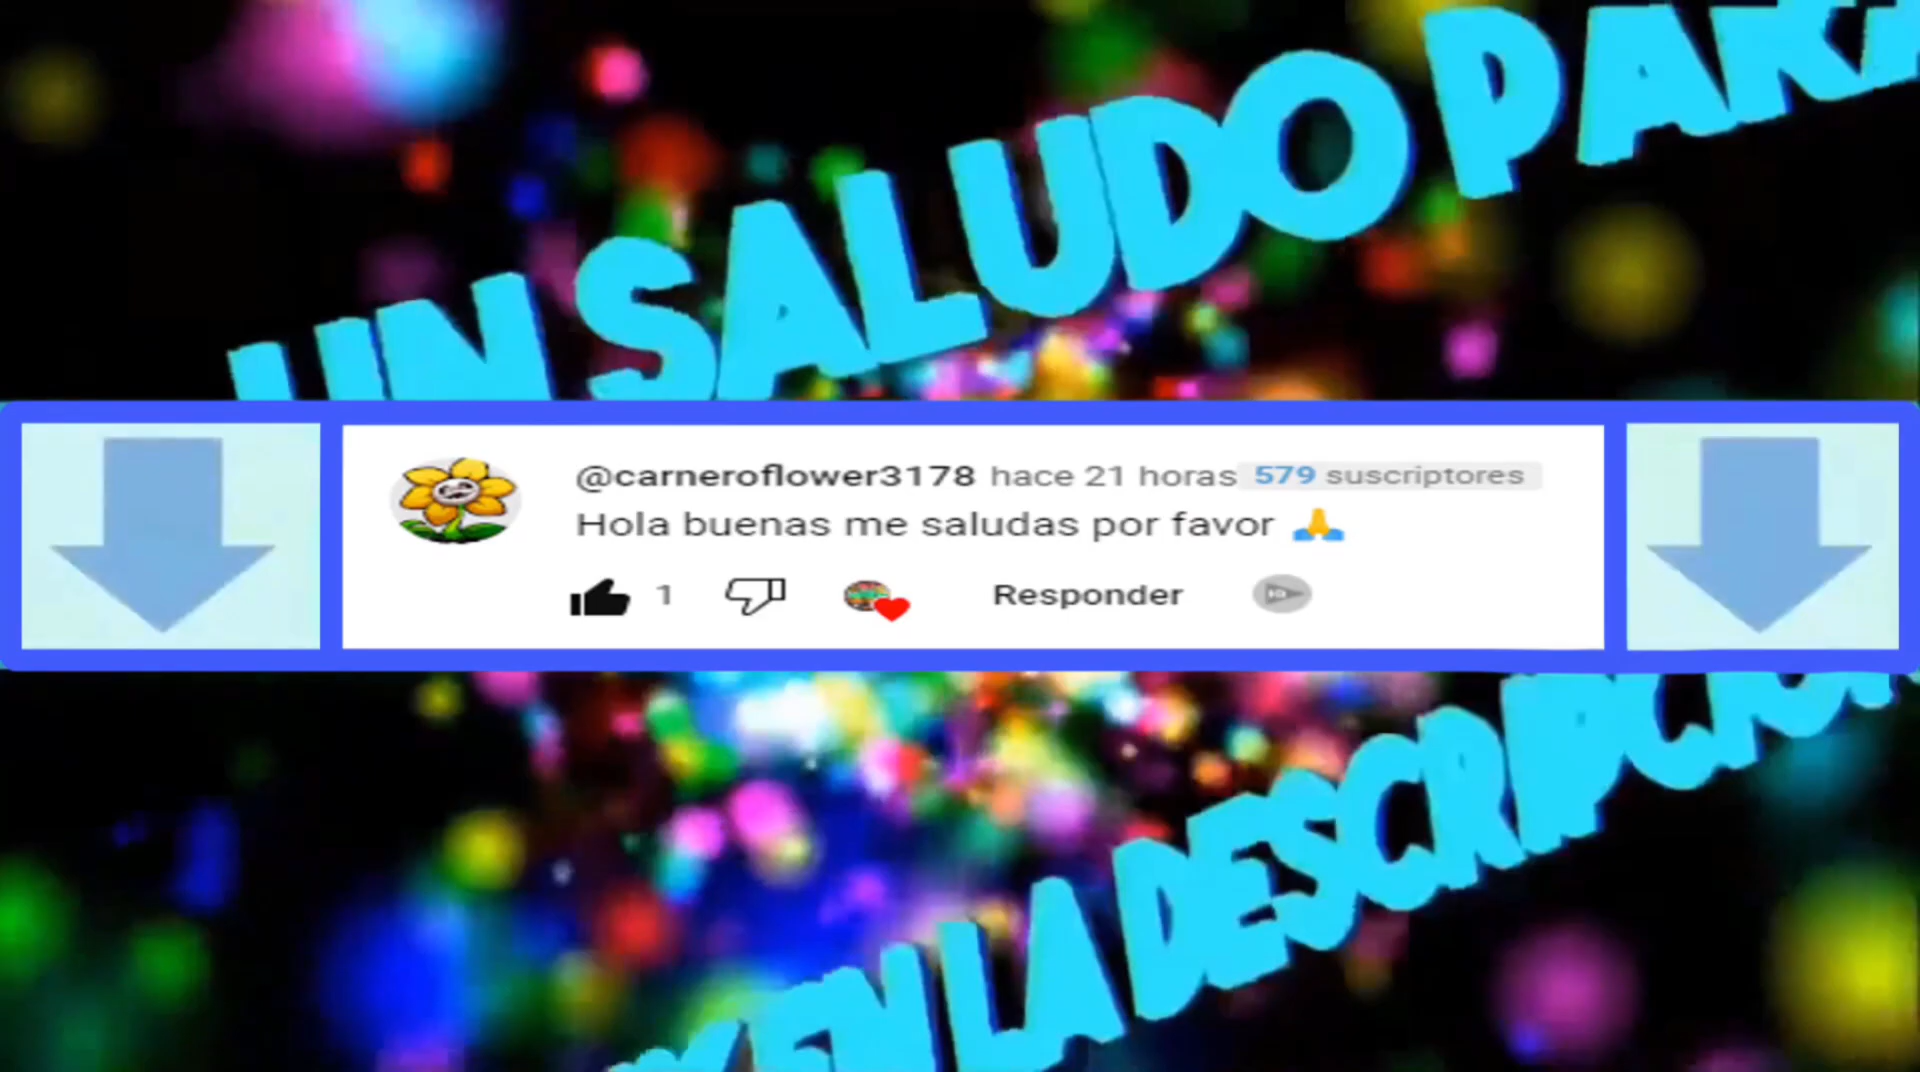 UN SALUDO PARA
@carneroflower3178 hace 21 horas 579 suscriptores
Hola buenas me saludas por favor 🙏
1 Responder
EN LA DESCRIPCION